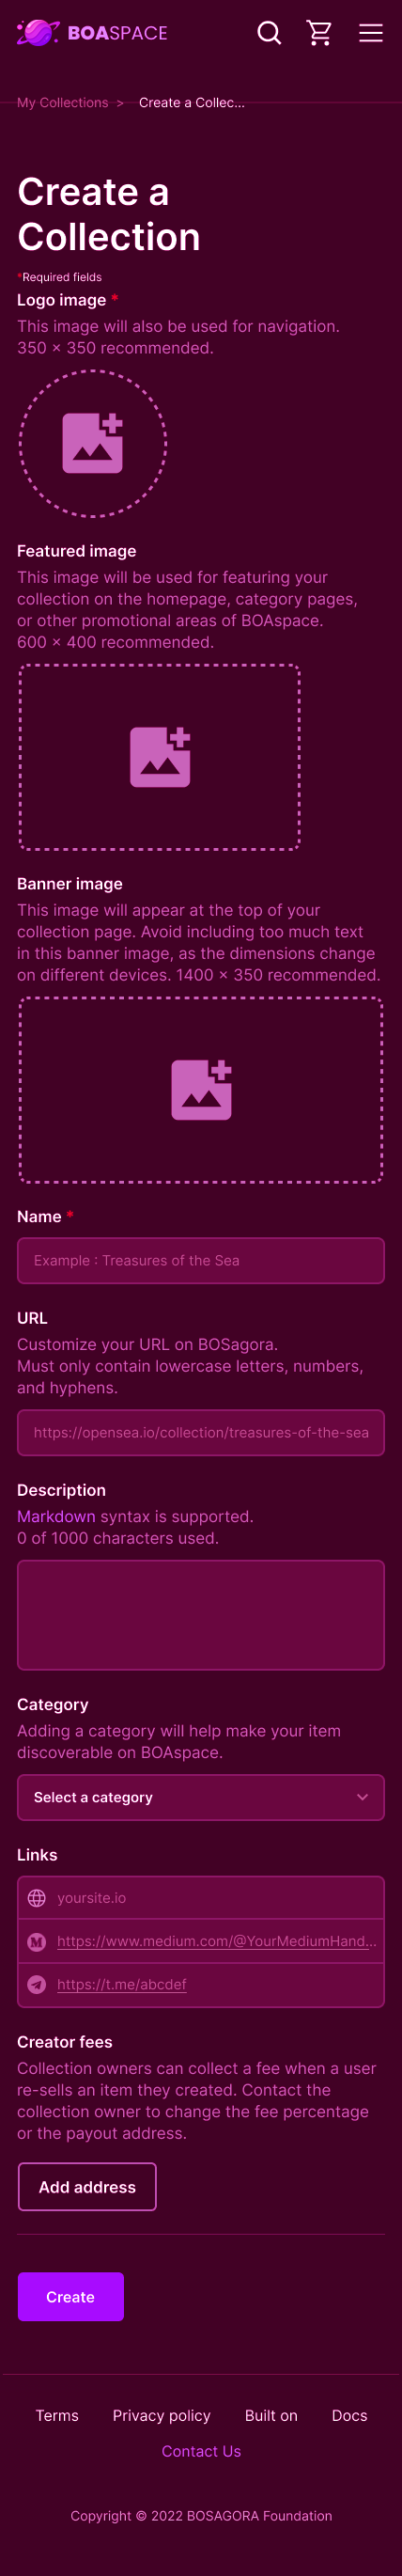 BOASPACE
My Collections > Create a Collec...
Create a
Collection
*Required fields
Logo image *
This image will also be used for navigation.
350 × 350 recommended.
Featured image
This image will be used for featuring your
collection on the homepage, category pages,
or other promotional areas of BOAspace.
600 × 400 recommended.
Banner image
This image will appear at the top of your
collection page. Avoid including too much text
in this banner image, as the dimensions change
on different devices. 1400 × 350 recommended.
Name *
Example : Treasures of the Sea
URL
Customize your URL on BOSagora.
Must only contain lowercase letters, numbers,
and hyphens.
https://opensea.io/collection/treasures-of-the-sea
Description
Markdown syntax is supported.
0 of 1000 characters used.
Category
Adding a category will help make your item
discoverable on BOAspace.
Select a category
Links
yoursite.io
https://www.medium.com/@YourMediumHand...
https://t.me/abcdef
Creator fees
Collection owners can collect a fee when a user
re-sells an item they created. Contact the
collection owner to change the fee percentage
or the payout address.
Add address
Create
Terms Privacy policy Built on Docs
Contact Us
Copyright © 2022 BOSAGORA Foundation